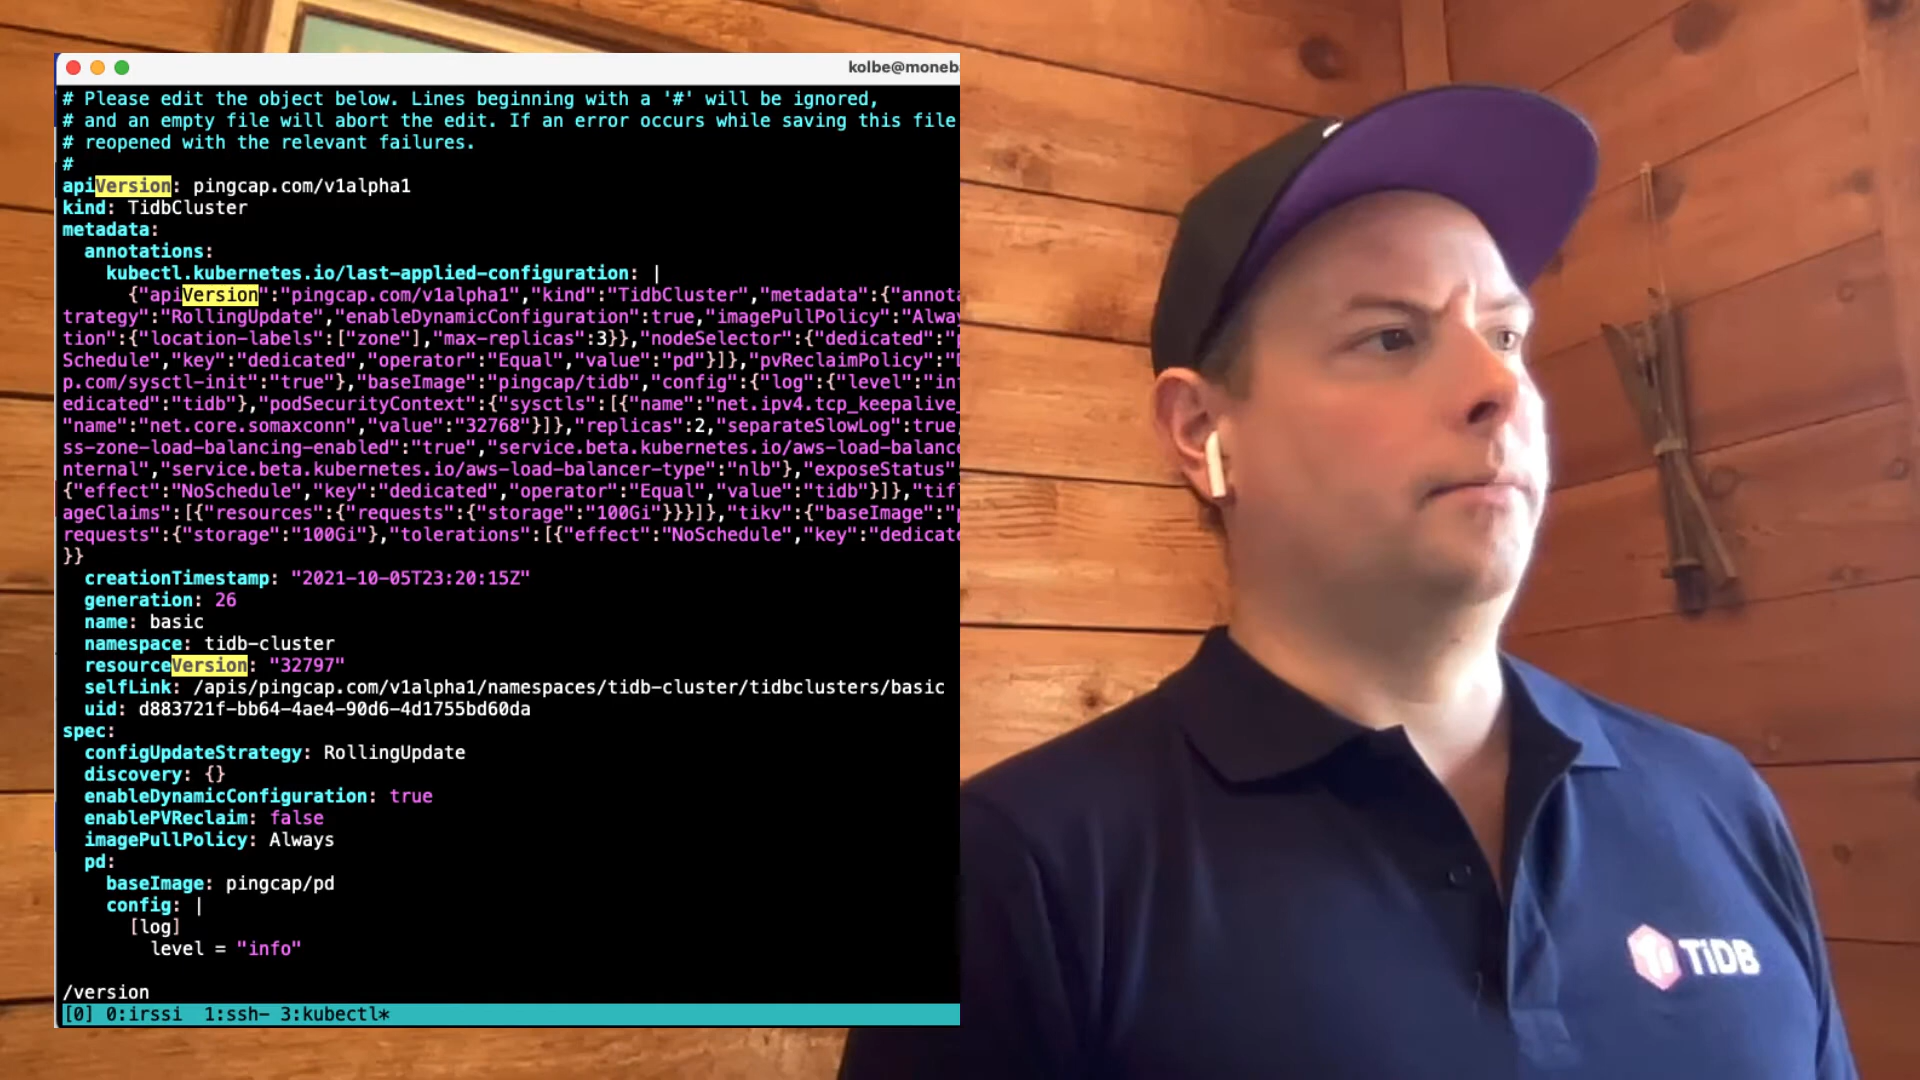 kolbe@moneb
# Please edit the object below. Lines beginning with a '#' will be ignored,
# and an empty file will abort the edit. If an error occurs while saving this file
# reopened with the relevant failures.
#
apiVersion: pingcap.com/v1alpha1
kind: TidbCluster
metadata:
  annotations:
    kubectl.kubernetes.io/last-applied-configuration: |
      {"apiVersion":"pingcap.com/v1alpha1","kind":"TidbCluster","metadata":{"annota
trategy":"RollingUpdate","enableDynamicConfiguration":true,"imagePullPolicy":"Alway
tion":{"location-labels":["zone"],"max-replicas":3}},"nodeSelector":{"dedicated":"p
Schedule","key":"dedicated","operator":"Equal","value":"pd"}]},"pvReclaimPolicy":"D
p.com/sysctl-init":"true"},"baseImage":"pingcap/tidb","config":{"log":{"level":"inf
edicated":"tidb"},"podSecurityContext":{"sysctls":[{"name":"net.ipv4.tcp_keepalive_
"name":"net.core.somaxconn","value":"32768"}]},"replicas":2,"separateSlowLog":true,
ss-zone-load-balancing-enabled":"true","service.beta.kubernetes.io/aws-load-balance
nternal","service.beta.kubernetes.io/aws-load-balancer-type":"nlb"},"exposeStatus":
{"effect":"NoSchedule","key":"dedicated","operator":"Equal","value":"tidb"}]},"tifl
ageClaims":[{"resources":{"requests":{"storage":"100Gi"}}}]},"tikv":{"baseImage":"p
requests":{"storage":"100Gi"},"tolerations":[{"effect":"NoSchedule","key":"dedicate
}}
  creationTimestamp: "2021-10-05T23:20:15Z"
  generation: 26
  name: basic
  namespace: tidb-cluster
  resourceVersion: "32797"
  selfLink: /apis/pingcap.com/v1alpha1/namespaces/tidb-cluster/tidbclusters/basic
  uid: d883721f-bb64-4ae4-90d6-4d1755bd60da
spec:
  configUpdateStrategy: RollingUpdate
  discovery: {}
  enableDynamicConfiguration: true
  enablePVReclaim: false
  imagePullPolicy: Always
  pd:
    baseImage: pingcap/pd
    config: |
      [log]
        level = "info"
/version
[0] 0:irssi  1:ssh- 3:kubectl*
TiDB